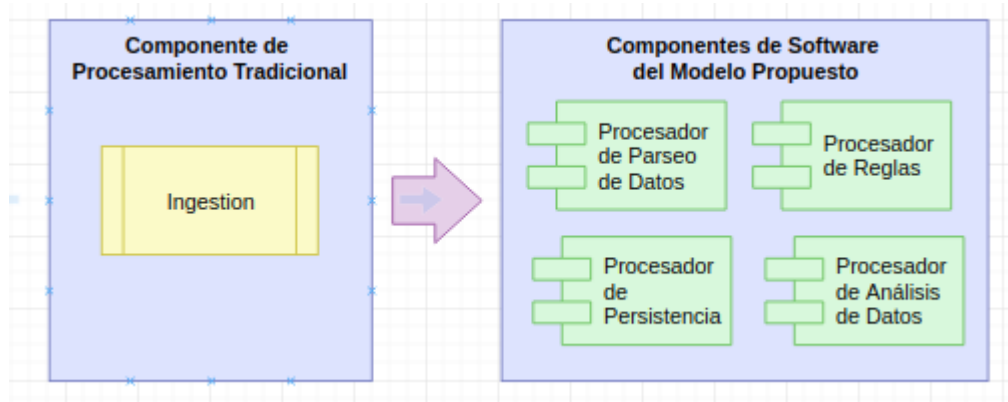 Componente de
Procesamiento Tradicional
Ingestion
Componentes de Software
del Modelo Propuesto
Procesador
de Parseo
de Datos
Procesador
de Reglas
Procesador
de
Persistencia
Procesador
de Análisis
de Datos